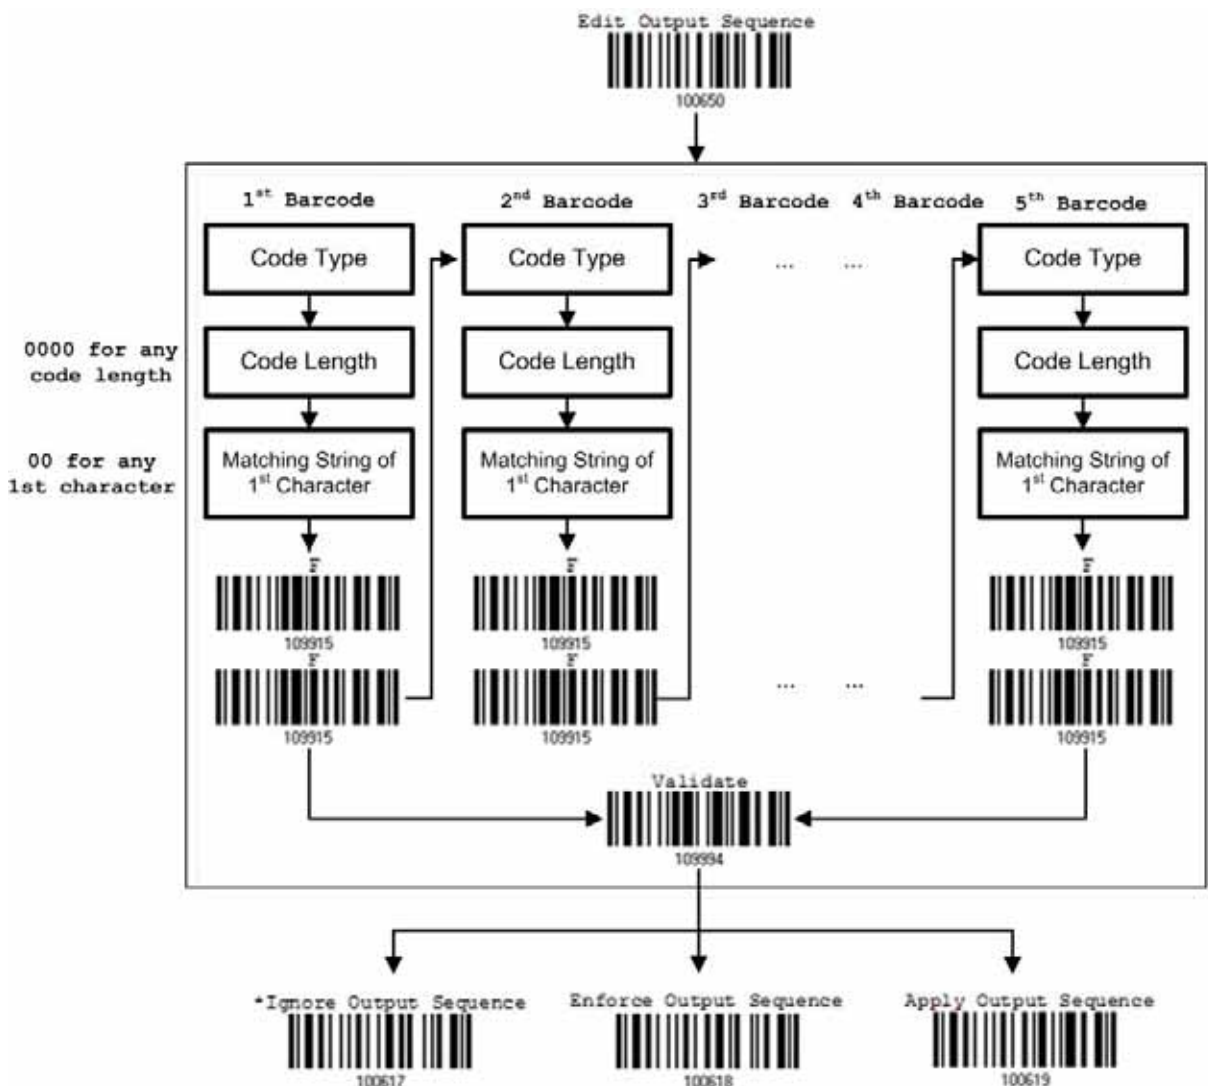 Edit Output Sequence
100650
1st Barcode
2nd Barcode
3rd Barcode
4th Barcode
5th Barcode
Code Type
Code Type
... ...
Code Type
0000 for any
code length
Code Length
Code Length
Code Length
00 for any
1st character
Matching String of
1st Character
Matching String of
1st Character
Matching String of
1st Character
109915
109915
109915
F
F
F
... ...
109915
109915
109915
Validate
109994
*Ignore Output Sequence
Enforce Output Sequence
Apply Output Sequence
100617
100618
100619